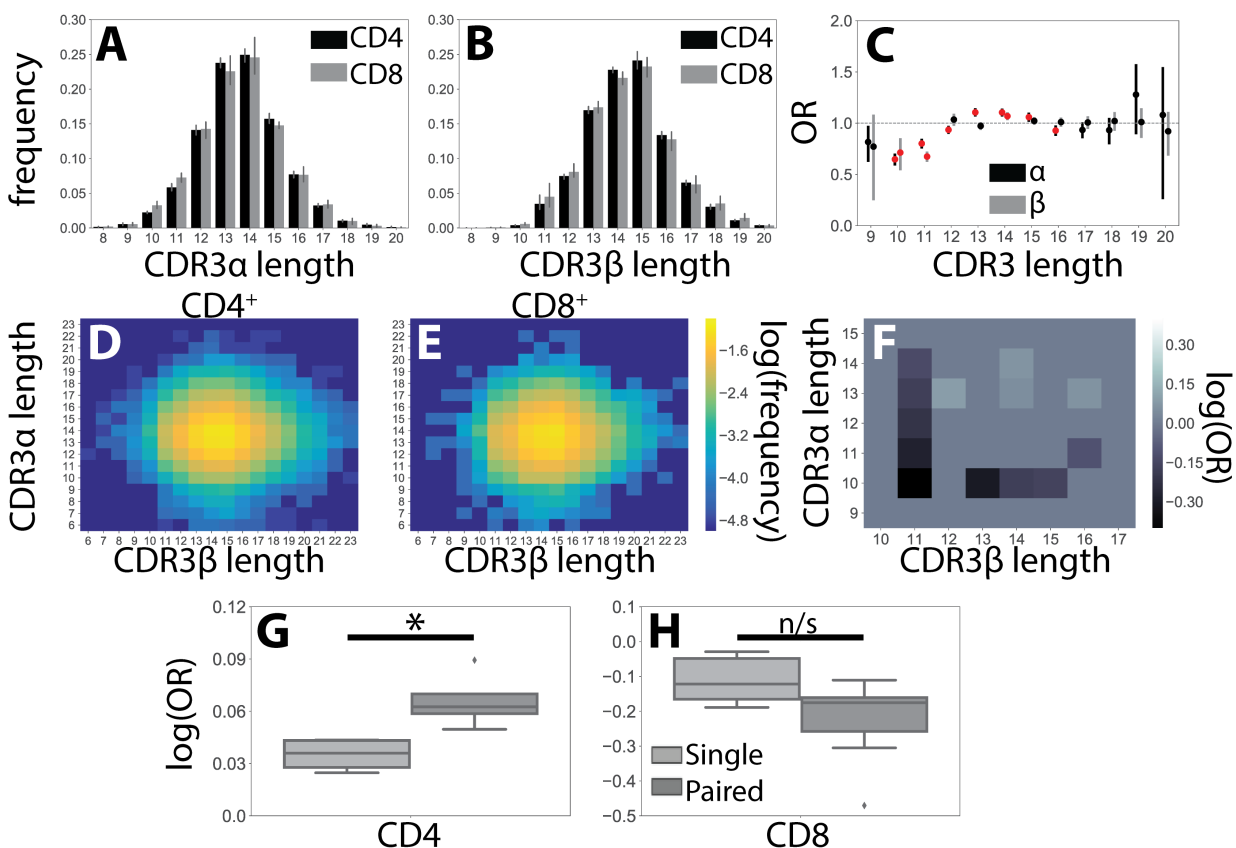 A
CD4
CD8
frequency
0.30
0.25
0.20
0.15
0.10
0.05
0.00
8 9 10 11 12 13 14 15 16 17 18 19 20
CDR3α length
B
CD4
CD8
0.30
0.25
0.20
0.15
0.10
0.05
0.00
8 9 10 11 12 13 14 15 16 17 18 19 20
CDR3β length
C
OR
2.0
1.5
1.0
0.5
0.0
α
β
9 10 11 12 13 14 15 16 17 18 19 20
CDR3 length
CD4+
D
CDR3α length
23
22
21
20
19
18
17
16
15
14
13
12
11
10
9
8
7
6
6 7 8 9 10 11 12 13 14 15 16 17 18 19 20 21 22 23
CDR3β length
CD8+
E
23
22
21
20
19
18
17
16
15
14
13
12
11
10
9
8
7
6
6 7 8 9 10 11 12 13 14 15 16 17 18 19 20 21 22 23
CDR3β length
−1.6
−2.4
−3.2
−4.0
−4.8
log(frequency)
F
CDR3α length
15
14
13
12
11
10
9
10 11 12 13 14 15 16 17
CDR3β length
0.30
0.15
0.00
−0.15
−0.30
log(OR)
G
*
log(OR)
0.12
0.09
0.06
0.03
0.0
CD4
H
n/s
0.1
0.0
−0.1
−0.2
−0.3
−0.4
−0.5
Single
Paired
CD8